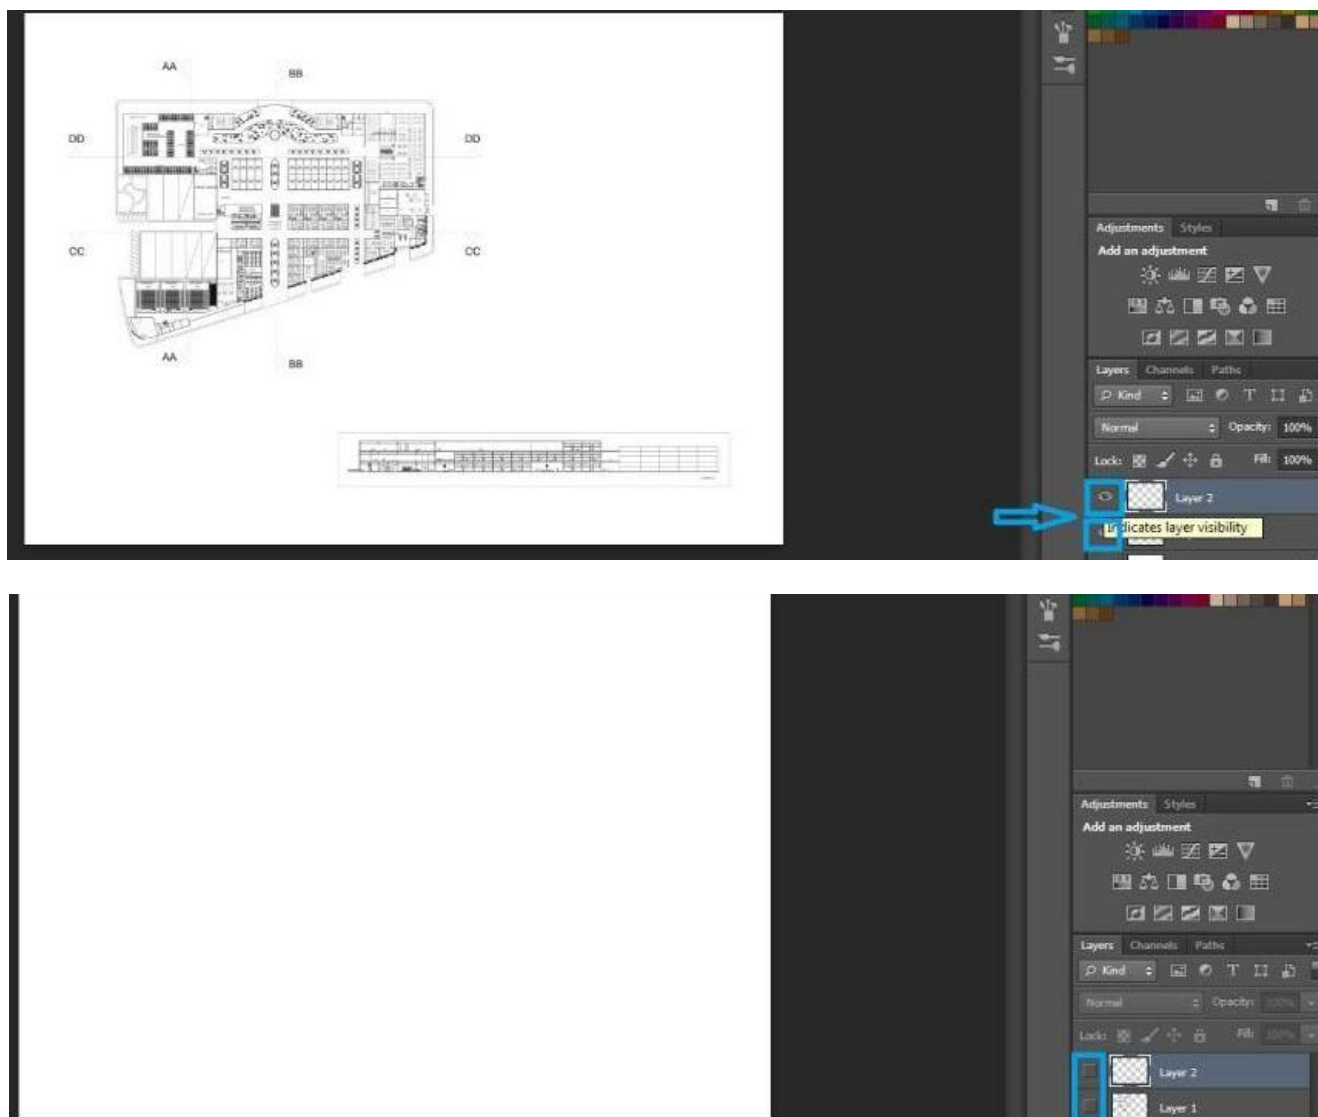 AA
BB
DD
DD
CC
CC
AA
BB
Adjustments Styles
Add an adjustment
Layers Channels Paths
Kind
Normal Opacity: 100%
Lock: Fill: 100%
Layer 2
Indicates layer visibility
Adjustments Styles
Add an adjustment
Layers Channels Paths
Kind
Normal Opacity: 100%
Lock: Fill: 100%
Layer 2
Layer 1